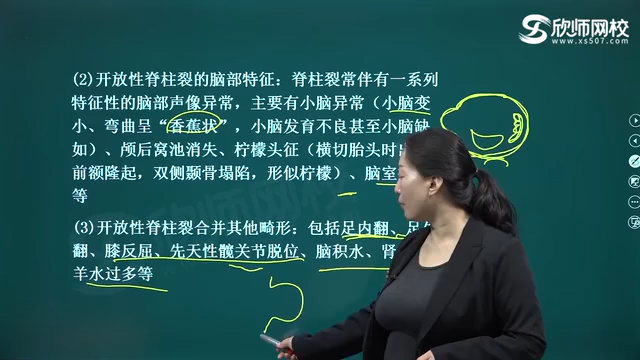 欣师网校
www.xs507.com
(2)开放性脊柱裂的脑部特征：脊柱裂常伴有一系列
特征性的脑部声像异常，主要有小脑异常（小脑变
小、弯曲呈“香蕉状”，小脑发育不良甚至小脑缺
如）、颅后窝池消失、柠檬头征（横切胎头时
前额隆起，双侧颞骨塌陷，形似柠檬）、脑室
等
(3)开放性脊柱裂合并其他畸形：包括足内翻、足
翻、膝反屈、先天性髋关节脱位、脑积水、肾
羊水过多等